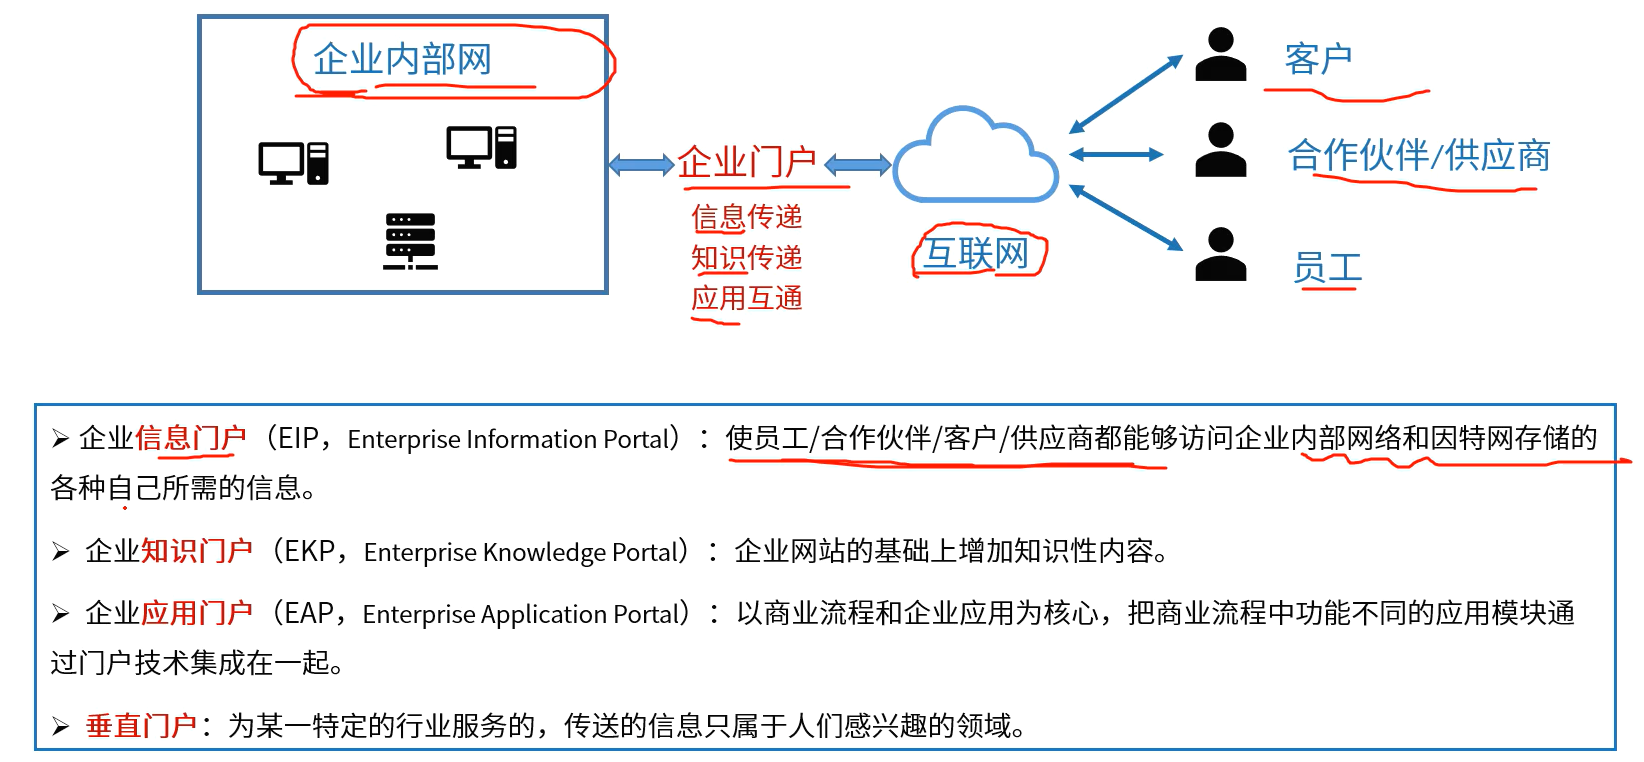 企业内部网
企业门户
信息传递
知识传递
应用互通
互联网
客户
合作伙伴/供应商
员工
➢ 企业信息门户（EIP，Enterprise Information Portal）：使员工/合作伙伴/客户/供应商都能够访问企业内部网络和因特网存储的
各种自己所需的信息。
➢ 企业知识门户（EKP，Enterprise Knowledge Portal）：企业网站的基础上增加知识性内容。
➢ 企业应用门户（EAP，Enterprise Application Portal）：以商业流程和企业应用为核心，把商业流程中功能不同的应用模块通
过门户技术集成在一起。
➢ 垂直门户：为某一特定的行业服务的，传送的信息只属于人们感兴趣的领域。